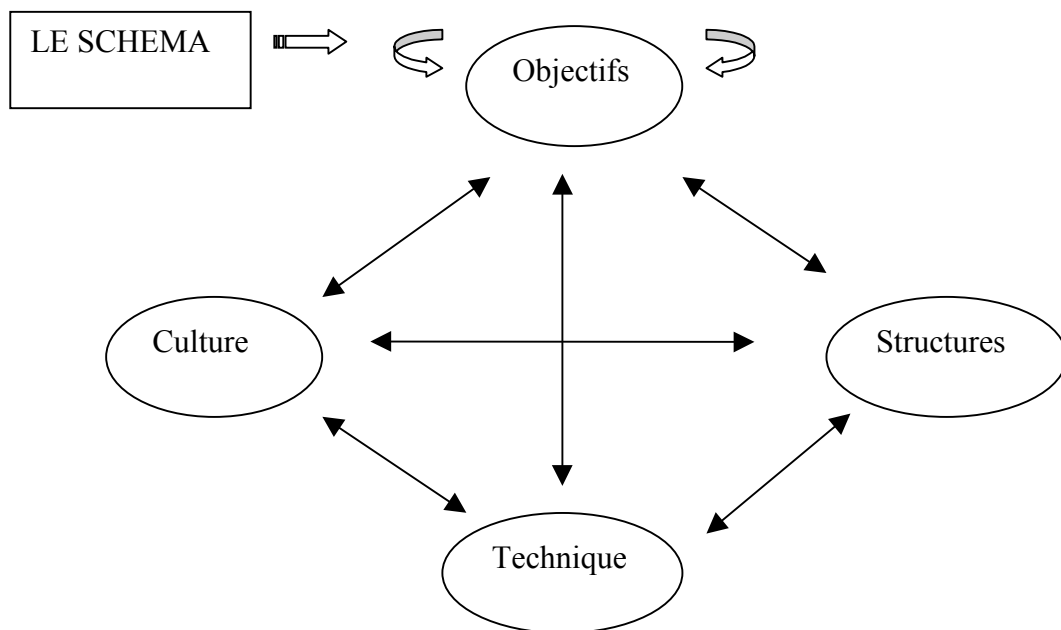 LE SCHEMA
Objectifs
Culture
Structures
Technique